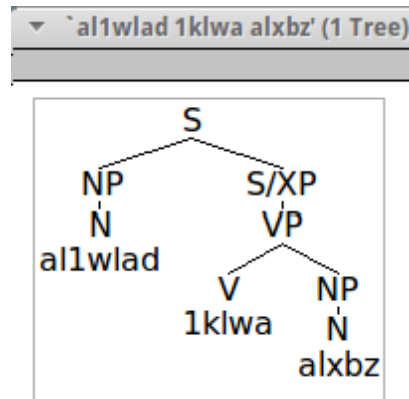 `al1wlad 1klwa alxbz' (1 Tree)
S
NP S/XP
N VP
al1wlad
V NP
1klwa N
alxbz